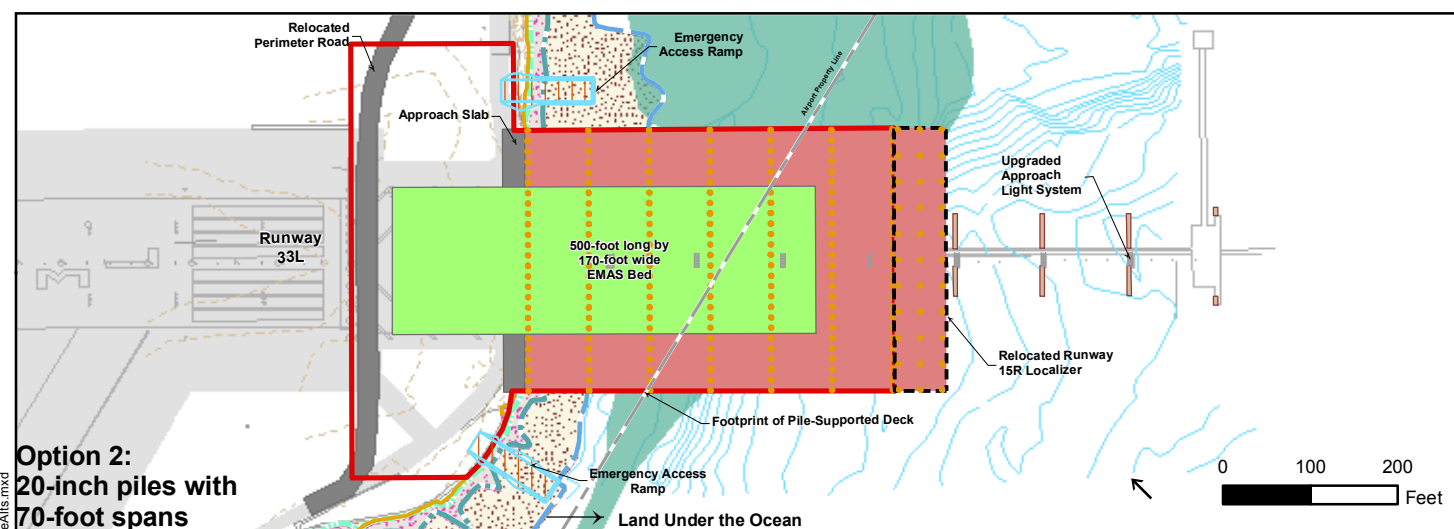 Relocated
Perimeter Road
Emergency
Access Ramp
Approach Slab
Airport Property Line
Upgraded
Approach
Light System
Runway
33L
500-foot long by
170-foot wide
EMAS Bed
Relocated Runway
15R Localizer
Footprint of Pile-Supported Deck
Emergency Access
Ramp
Land Under the Ocean
Option 2:
20-inch piles with
70-foot spans
0 100 200
Feet
eAlts.mxd